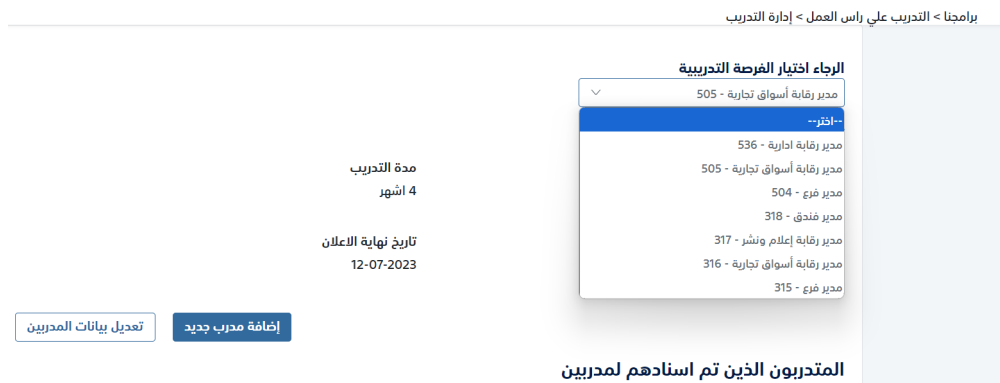 برامجنا > التدريب علي راس العمل > إدارة التدريب
الرجاء اختيار الفرصة التدريبية
مدير رقابة أسواق تجارية - 505
--اختر--
مدير رقابة ادارية - 536
مدير رقابة أسواق تجارية - 505
مدير فرع - 504
مدير فندق - 318
مدير رقابة إعلام ونشر - 317
مدير رقابة أسواق تجارية - 316
مدير فرع - 315
مدة التدريب
4 اشهر
تاريخ نهاية الاعلان
12-07-2023
إضافة مدرب جديد
تعديل بيانات المدربين
المتدربون الذين تم اسنادهم لمدربين